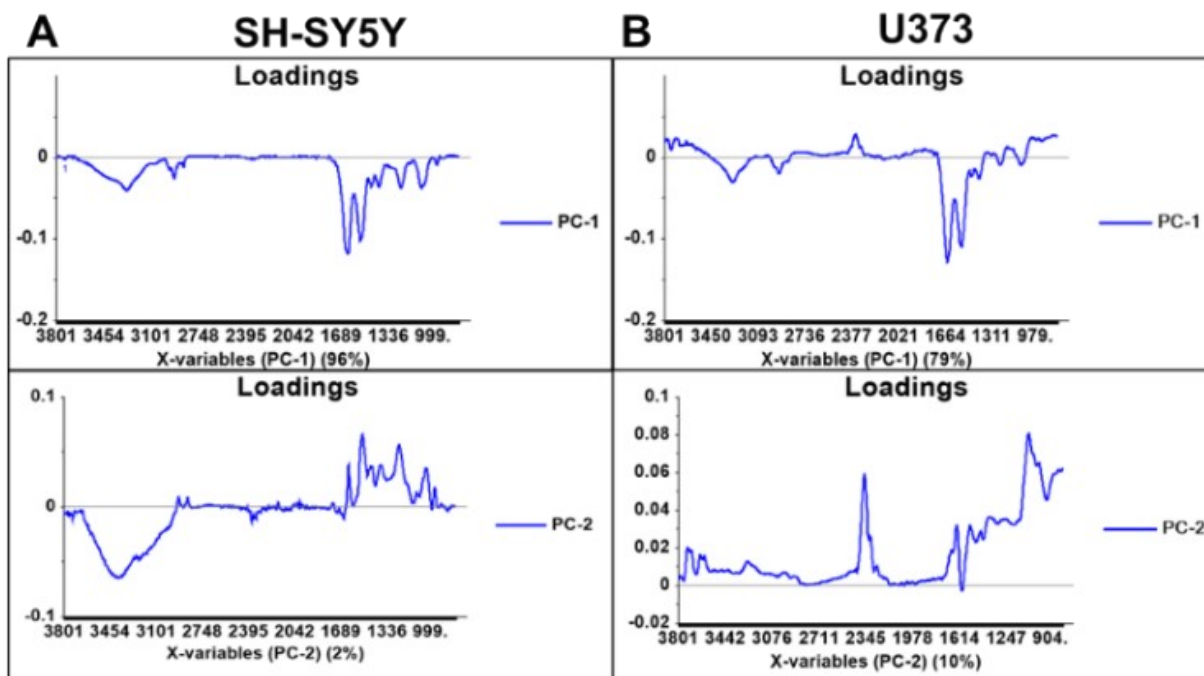 A SH-SY5Y
B U373
Loadings
0
-0.1
-0.2
PC-1
3801 3454 3101 2748 2395 2042 1689 1336 999.
X-variables (PC-1) (96%)
Loadings
0
-0.1
-0.2
PC-1
3801 3450 3093 2736 2377 2021 1664 1311 979.
X-variables (PC-1) (79%)
Loadings
0.1
0
-0.1
PC-2
3801 3454 3101 2748 2395 2042 1689 1336 999.
X-variables (PC-2) (2%)
Loadings
0.1
0.08
0.06
0.04
0.02
0
-0.02
PC-2
3801 3442 3076 2711 2345 1978 1614 1247 904.
X-variables (PC-2) (10%)